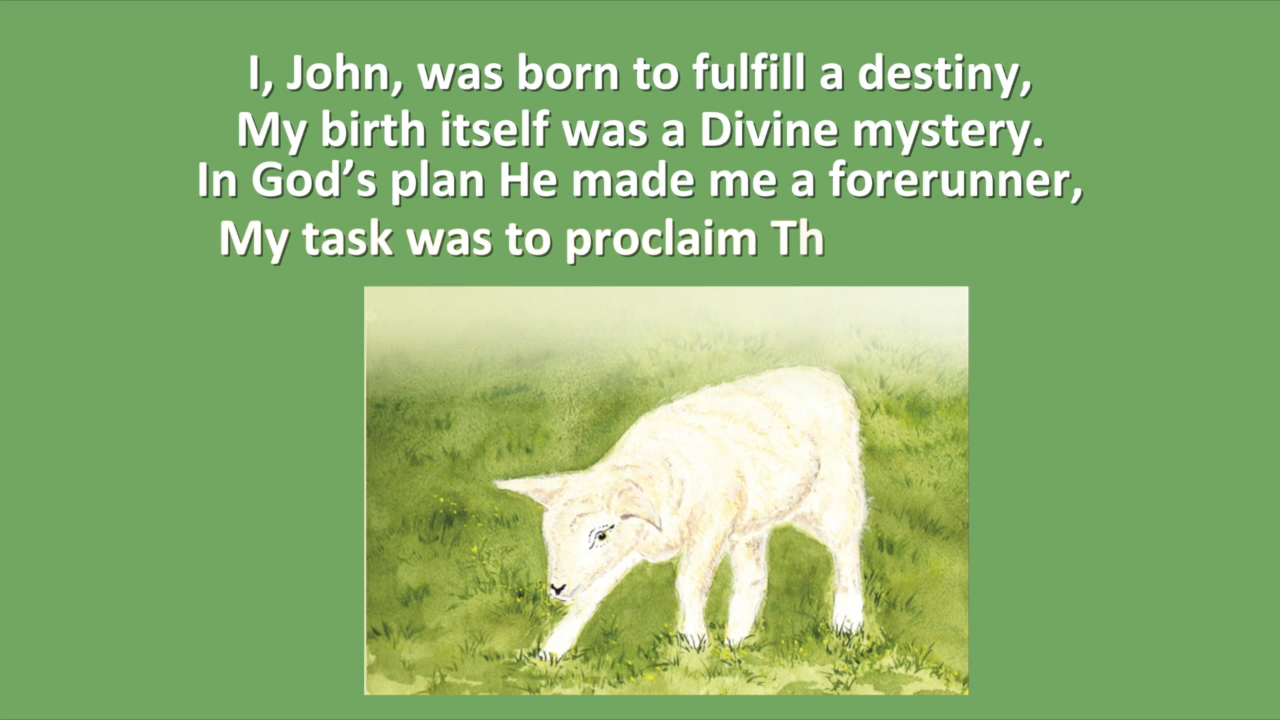 I, John, was born to fulfill a destiny,
My birth itself was a Divine mystery.
In God’s plan He made me a forerunner,
My task was to proclaim Th